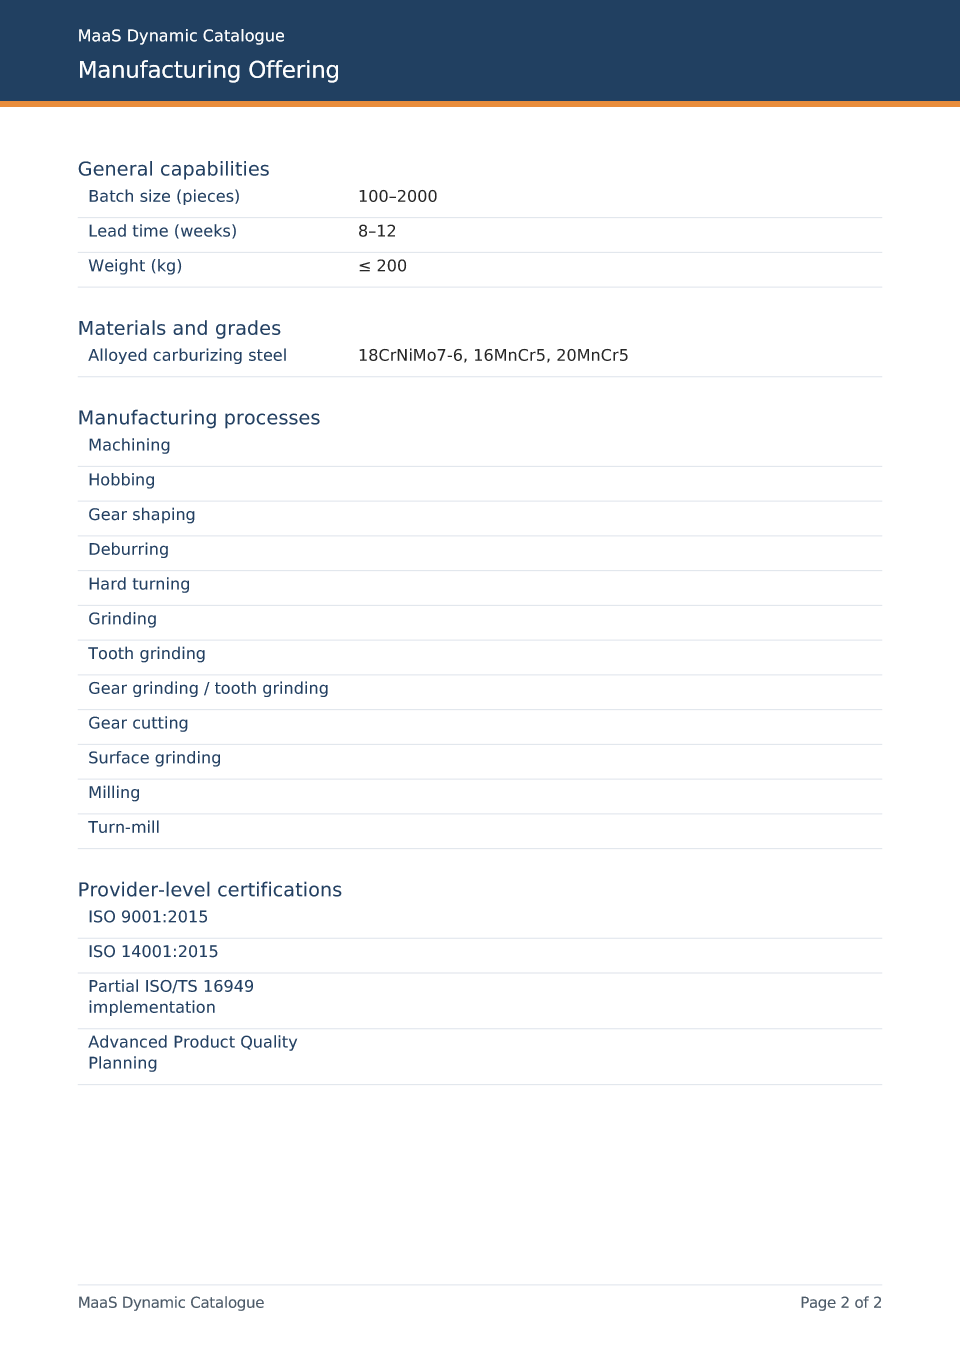 MaaS Dynamic Catalogue
Manufacturing Offering
General capabilities
Batch size (pieces) 100–2000
Lead time (weeks) 8–12
Weight (kg) ≤ 200
Materials and grades
Alloyed carburizing steel 18CrNiMo7-6, 16MnCr5, 20MnCr5
Manufacturing processes
Machining
Hobbing
Gear shaping
Deburring
Hard turning
Grinding
Tooth grinding
Gear grinding / tooth grinding
Gear cutting
Surface grinding
Milling
Turn-mill
Provider-level certifications
ISO 9001:2015
ISO 14001:2015
Partial ISO/TS 16949
implementation
Advanced Product Quality
Planning
MaaS Dynamic Catalogue Page 2 of 2